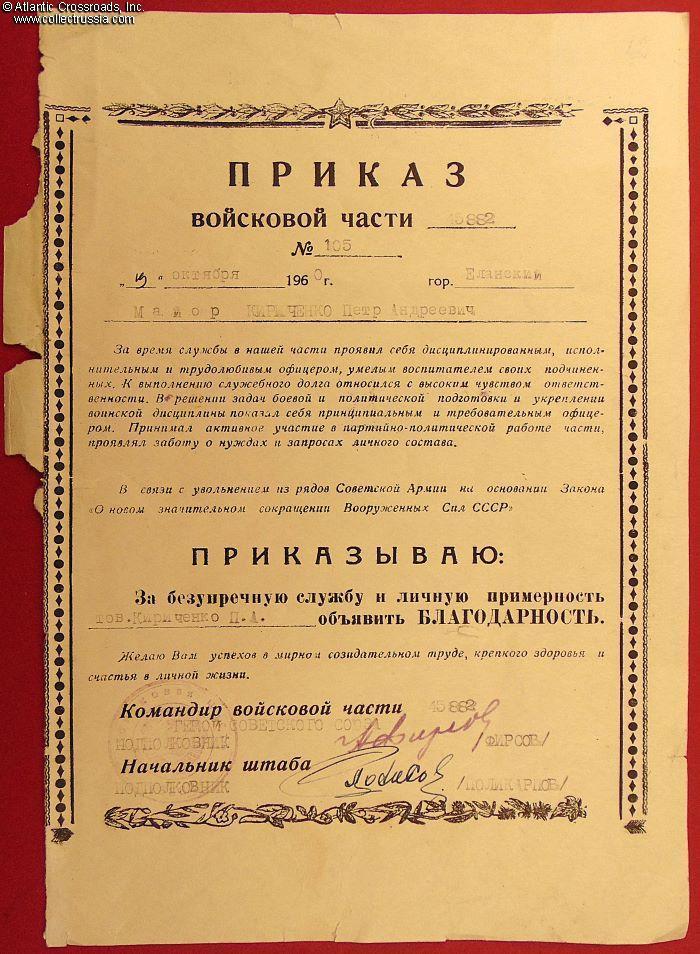 © Atlantic Crossroads, Inc.
www.collectrussia.com
ПРИКАЗ
ВОЙСКОВОЙ ЧАСТИ 45882
№ 105
" " октября 1960г. гор. Еланский
Майор КИРИЧЕНКО Петр Андреевич
За время службы в нашей части проявил себя дисциплинированным, испол-
нительным и трудолюбивым офицером, умелым воспитателем своих подчинен-
ных. К выполнению служебного долга относился с высоким чувством ответст-
венности. В решении задач боевой и политической подготовки и укреплении
воинской дисциплины показал себя принципиальным и требовательным офице-
ром. Принимал активное участие в партийно-политической работе части,
проявлял заботу о нуждах и запросах личного состава.
В связи с увольнением из рядов Советской Армии на основании Закона
«О новом значительном сокращении Вооруженных Сил СССР»
ПРИКАЗЫВАЮ:
За безупречную службу и личную примерность
тов. Кириченко П.А. объявить БЛАГОДАРНОСТЬ.
Желаю Вам успехов в мирном созидательном труде, крепкого здоровья и
счастья в личной жизни.
Командир войсковой части 45882
ГЕРОЙ СОВЕТСКОГО СОЮЗА
ПОДПОЛКОВНИК /ФИРСОВ/
Начальник штаба
ПОДПОЛКОВНИК /ПОЛИКАРПОВ/